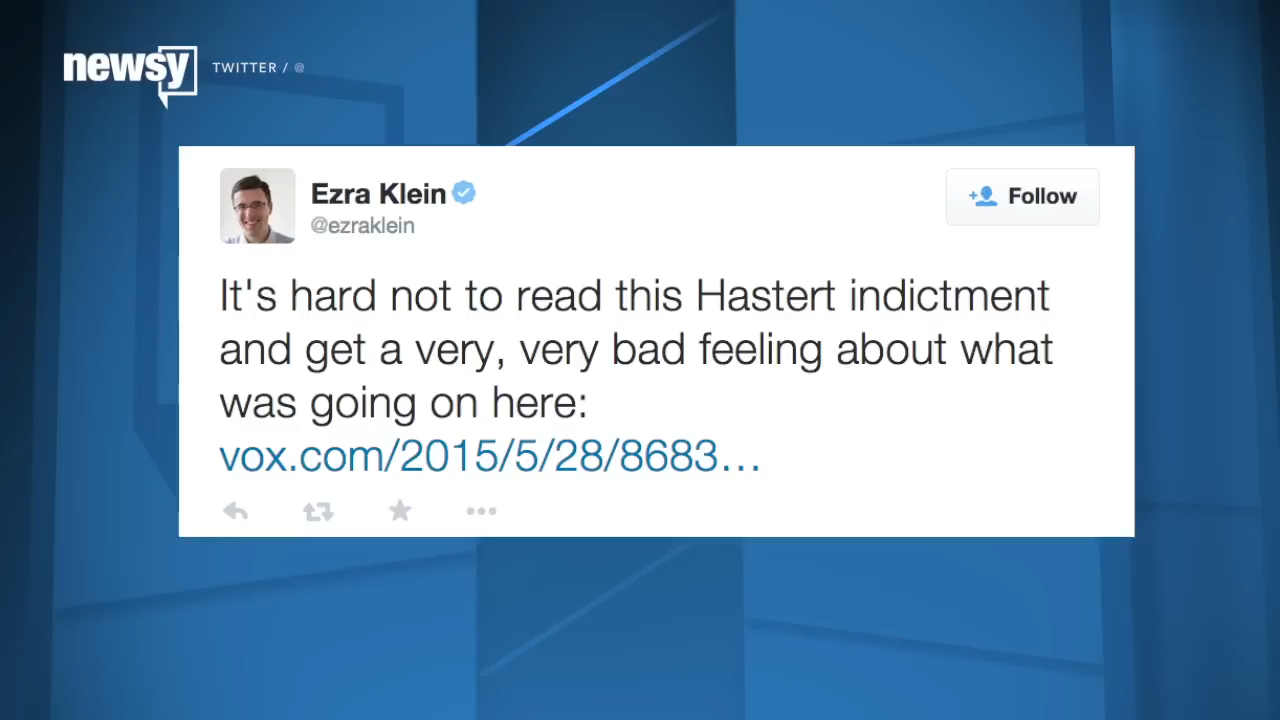 newsy TWITTER / @
Ezra Klein
@ezraklein
Follow
It's hard not to read this Hastert indictment
and get a very, very bad feeling about what
was going on here:
vox.com/2015/5/28/8683...